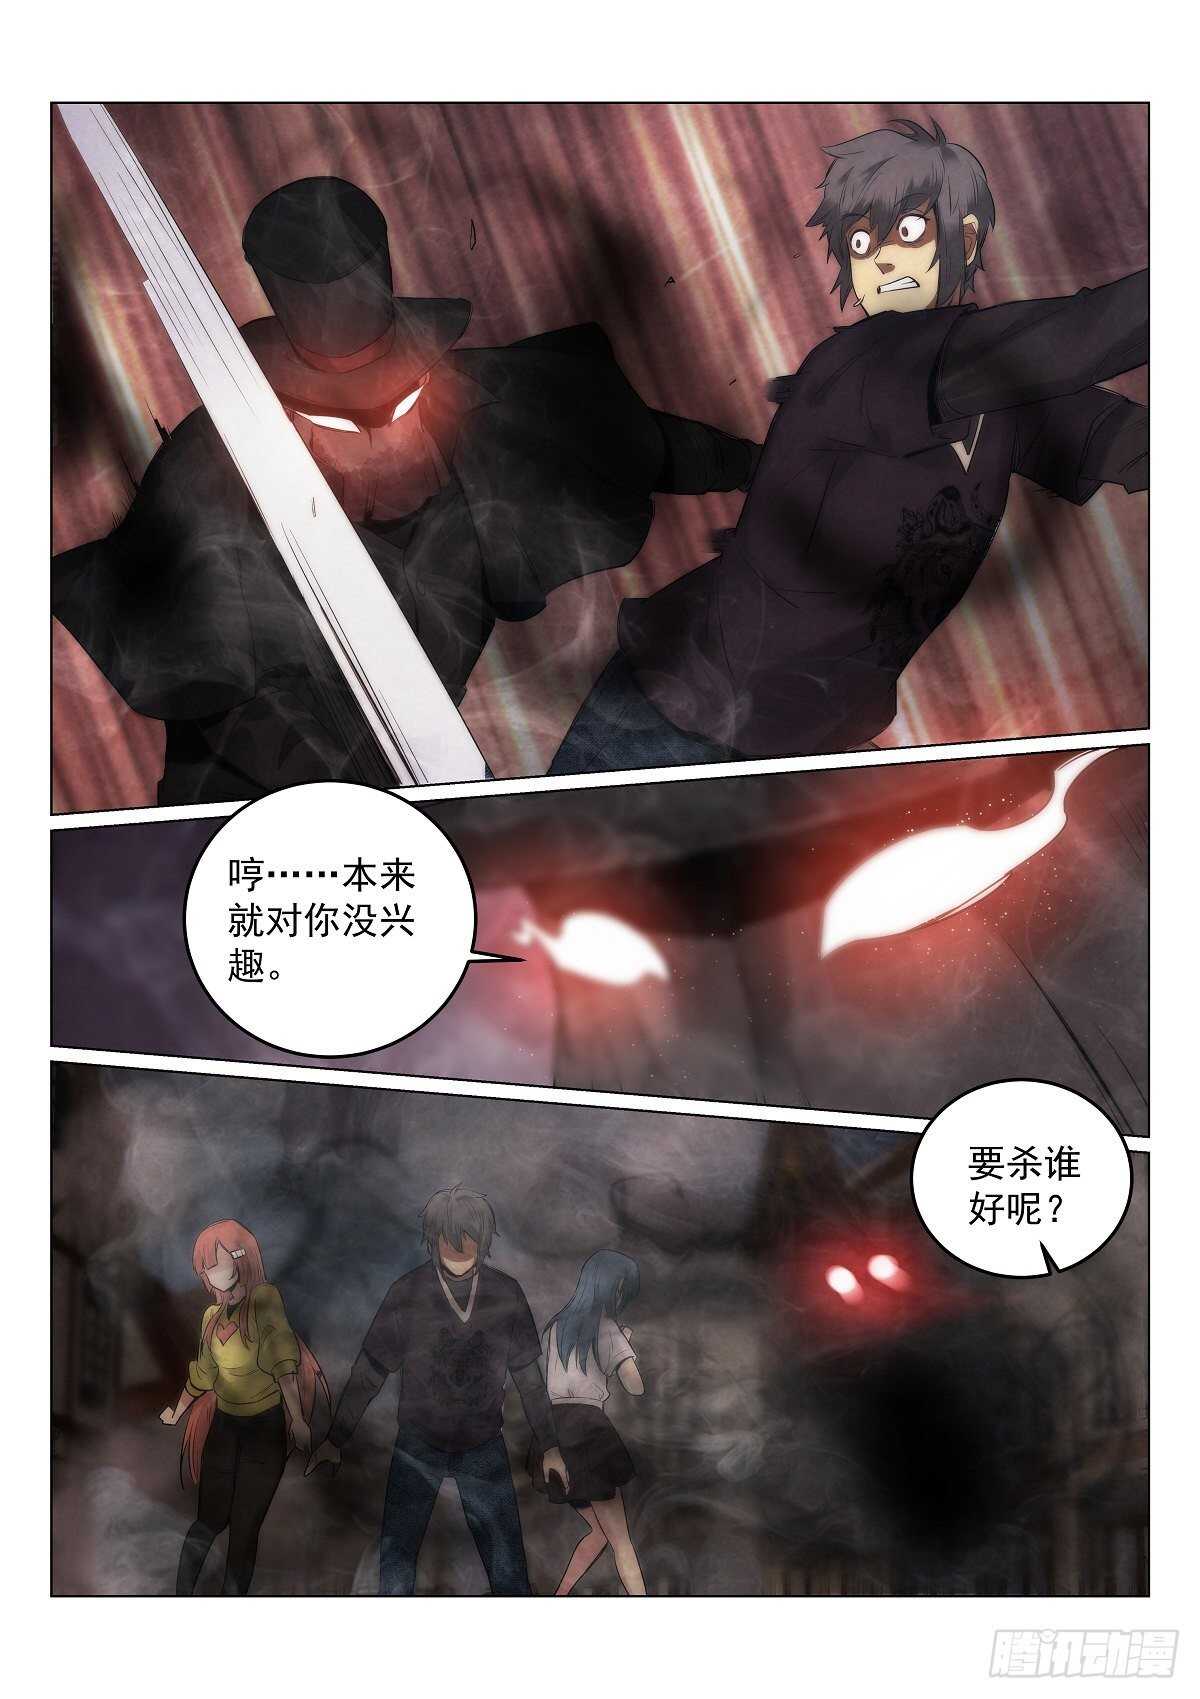 哼……本来
就对你没兴
趣。
要杀谁
好呢？
腾讯动漫